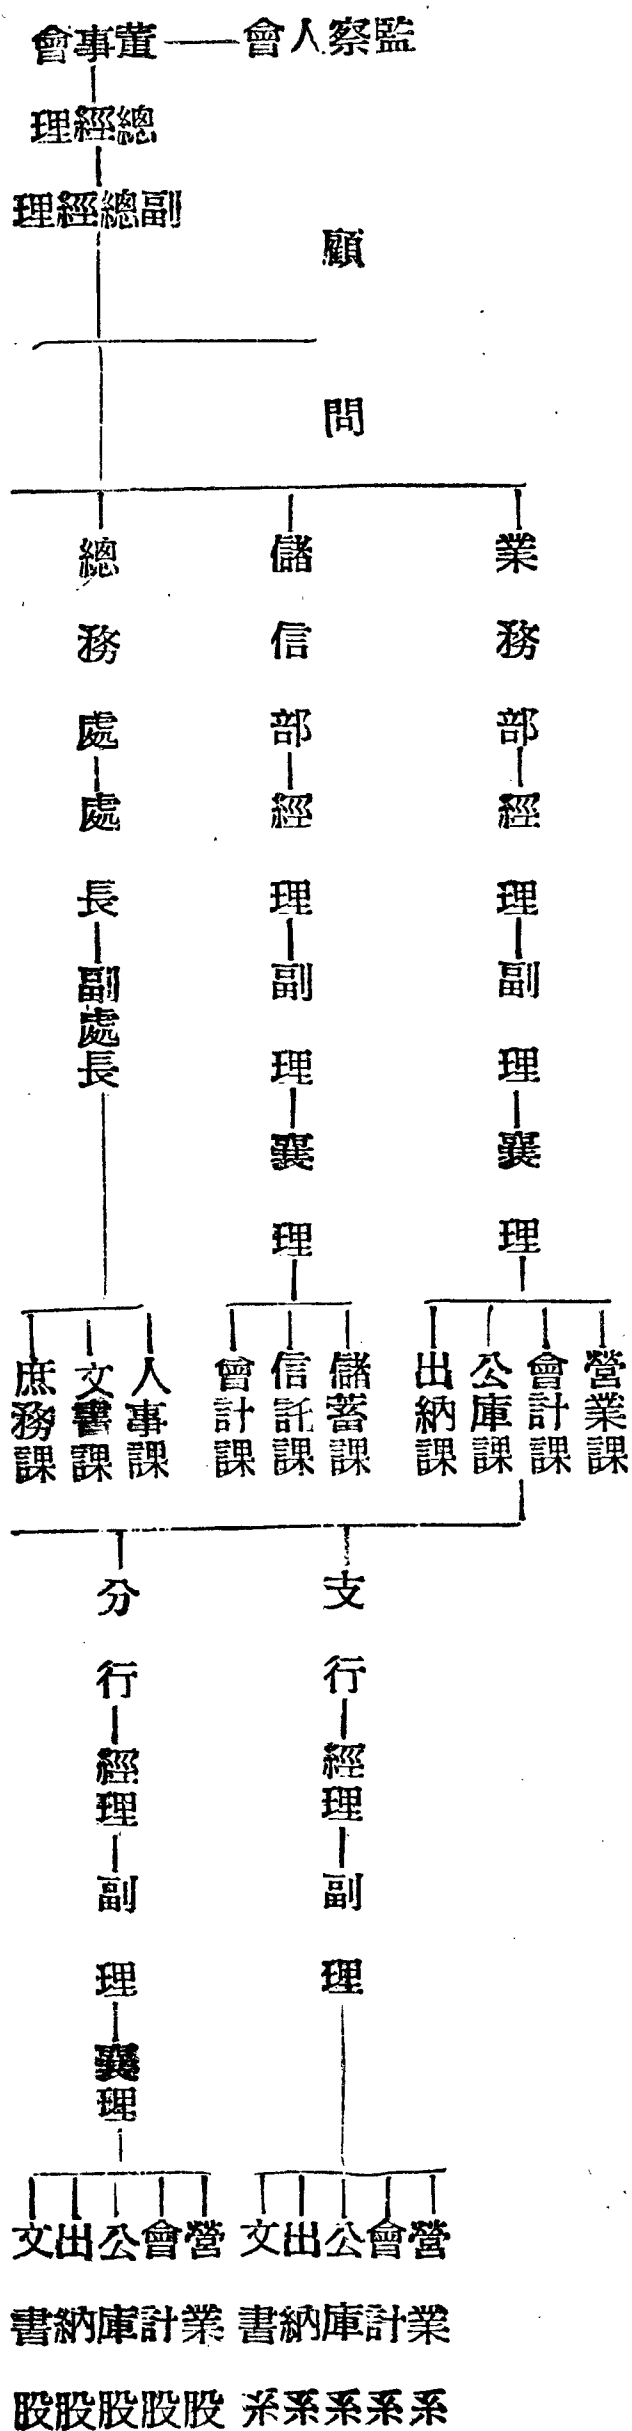 監察人會
董事會
總經理
副總經理
顧問
業務部
經理
副理
襄理
營業課
會計課
公庫課
出納課
儲信部
經理
副理
襄理
儲蓄課
信託課
會計課
總務處
處長
副處長
人事課
文書課
庶務課
支行
經理
副理
營業系
會計系
公庫系
出納系
文書系
分行
經理
副理
襄理
營業股
會計股
公庫股
出納股
文書股